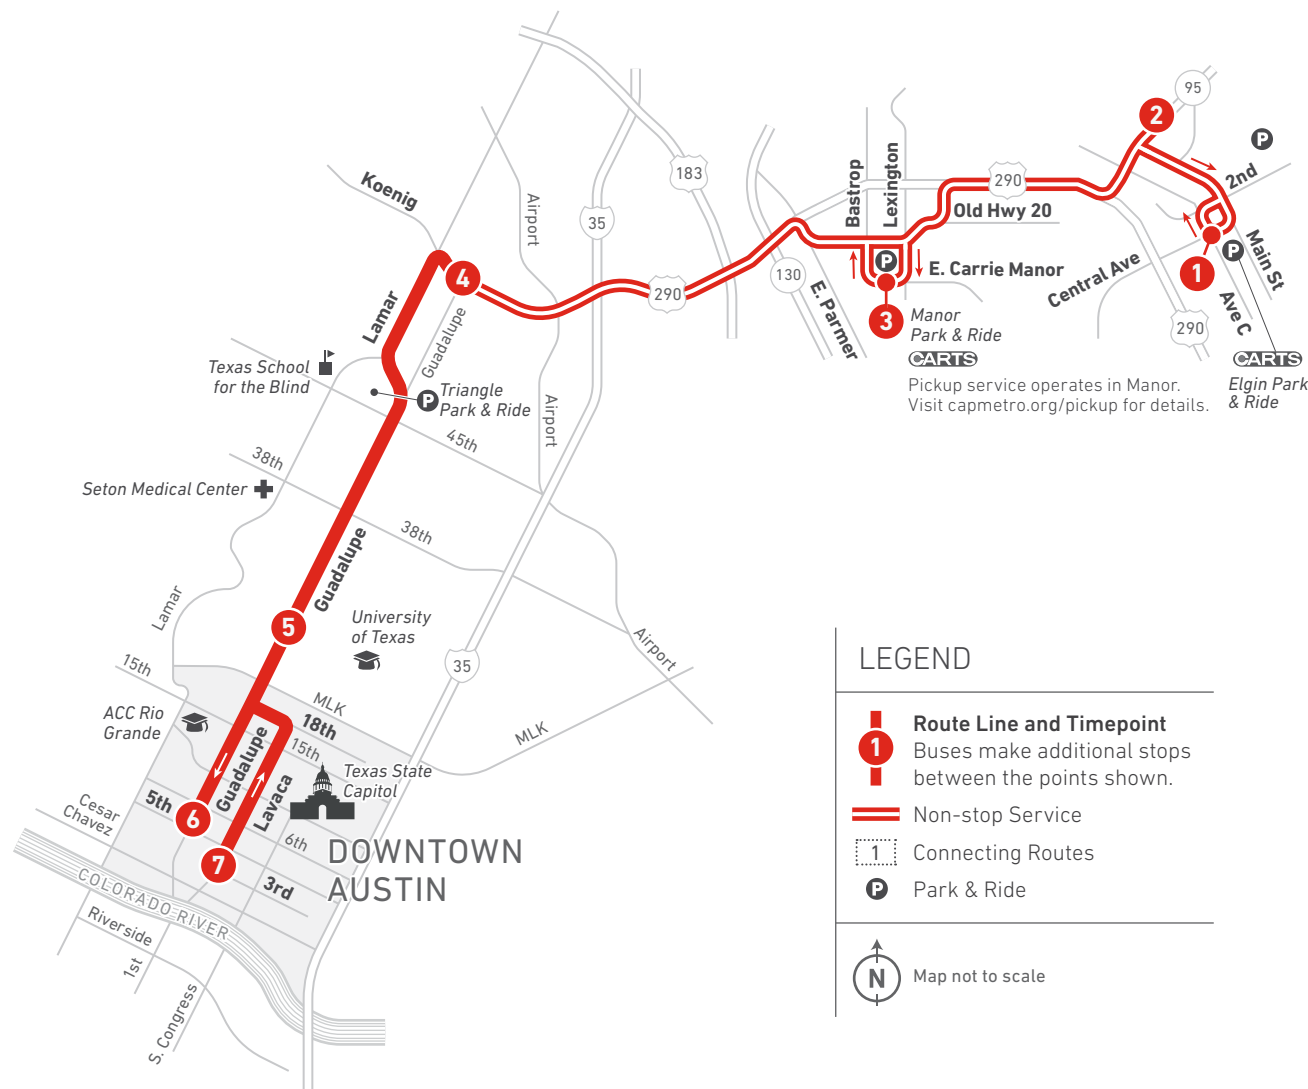 95
2
P
2nd
183
Koenig
Airport
35
Bastrop
Lexington
290
Old Hwy 20
Main St
P
1
P
E. Carrie Manor
Central Ave
4
290
130
E. Parmer
3
Manor
Park & Ride
CARTS
Ave C
290
CARTS
Elgin Park
& Ride
Pickup service operates in Manor.
Visit capmetro.org/pickup for details.
Lamar
Guadalupe
Texas School
for the Blind
P
Triangle
Park & Ride
Airport
45th
38th
Seton Medical Center
38th
Guadalupe
5
University
of Texas
Lamar
Airport
35
15th
MLK
18th
MLK
ACC Rio
Grande
15th
Guadalupe
Lavaca
Texas State
Capitol
5th
6
Cesar
Chavez
6th
7
3rd
DOWNTOWN
AUSTIN
COLORADO RIVER
Riverside
1st
S. Congress
LEGEND
1
Route Line and Timepoint
Buses make additional stops
between the points shown.
Non-stop Service
1
Connecting Routes
P
Park & Ride
N
Map not to scale